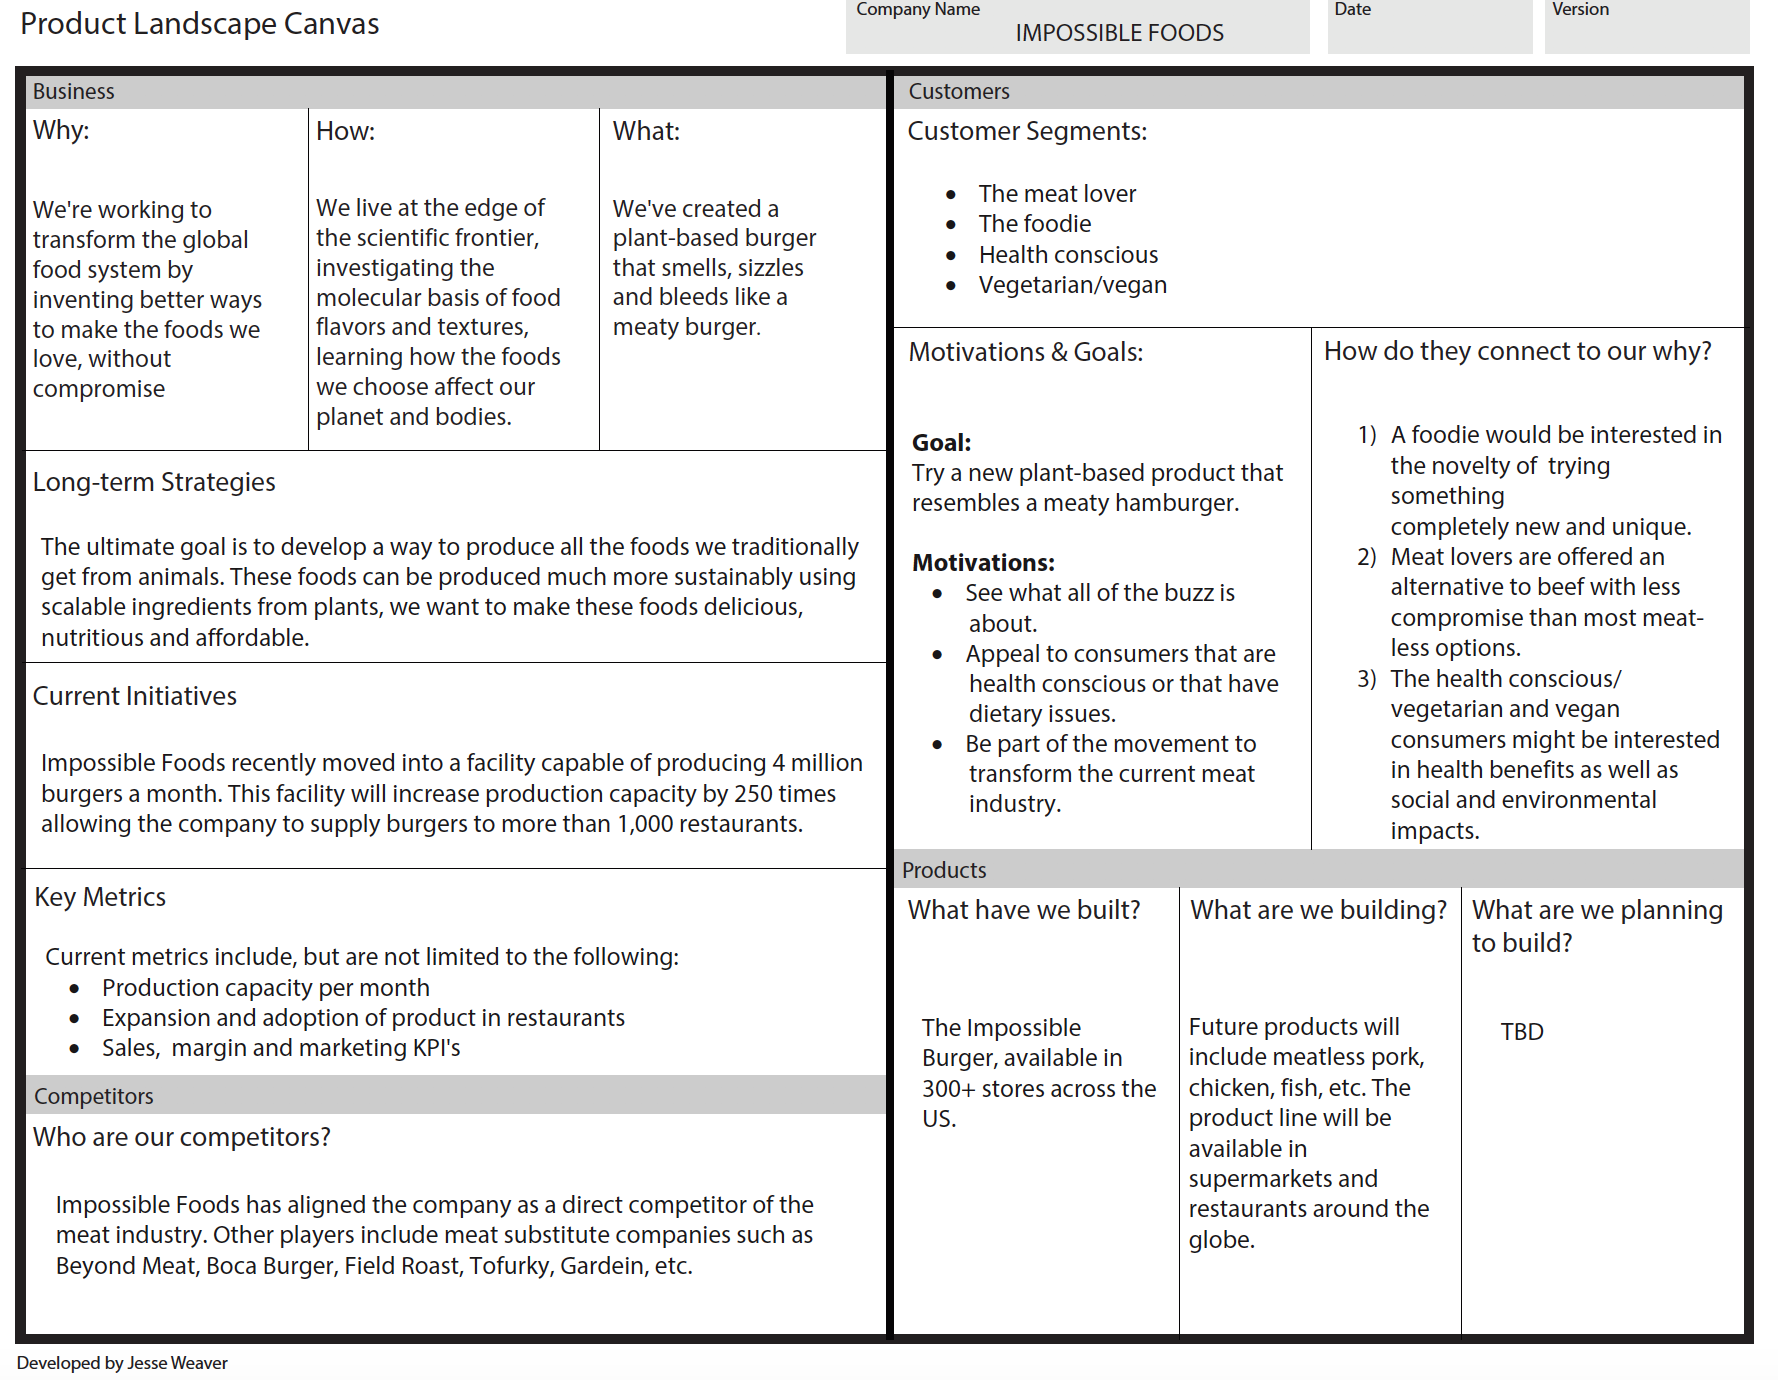 Product Landscape Canvas
Company Name
IMPOSSIBLE FOODS
Date
Version
Business
Why:
We're working to
transform the global
food system by
inventing better ways
to make the foods we
love, without
compromise
How:
We live at the edge of
the scientific frontier,
investigating the
molecular basis of food
flavors and textures,
learning how the foods
we choose affect our
planet and bodies.
What:
We've created a
plant-based burger
that smells, sizzles
and bleeds like a
meaty burger.
Long-term Strategies
The ultimate goal is to develop a way to produce all the foods we traditionally
get from animals. These foods can be produced much more sustainably using
scalable ingredients from plants, we want to make these foods delicious,
nutritious and affordable.
Current Initiatives
Impossible Foods recently moved into a facility capable of producing 4 million
burgers a month. This facility will increase production capacity by 250 times
allowing the company to supply burgers to more than 1,000 restaurants.
Key Metrics
Current metrics include, but are not limited to the following:
• Production capacity per month
• Expansion and adoption of product in restaurants
• Sales, margin and marketing KPI's
Competitors
Who are our competitors?
Impossible Foods has aligned the company as a direct competitor of the
meat industry. Other players include meat substitute companies such as
Beyond Meat, Boca Burger, Field Roast, Tofurky, Gardein, etc.
Customers
Customer Segments:
• The meat lover
• The foodie
• Health conscious
• Vegetarian/vegan
Motivations & Goals:
Goal:
Try a new plant-based product that
resembles a meaty hamburger.
Motivations:
• See what all of the buzz is
about.
• Appeal to consumers that are
health conscious or that have
dietary issues.
• Be part of the movement to
transform the current meat
industry.
How do they connect to our why?
1) A foodie would be interested in
the novelty of trying
something
completely new and unique.
2) Meat lovers are offered an
alternative to beef with less
compromise than most meat-
less options.
3) The health conscious/
vegetarian and vegan
consumers might be interested
in health benefits as well as
social and environmental
impacts.
Products
What have we built?
The Impossible
Burger, available in
300+ stores across the
US.
What are we building?
Future products will
include meatless pork,
chicken, fish, etc. The
product line will be
available in
supermarkets and
restaurants around the
globe.
What are we planning
to build?
TBD
Developed by Jesse Weaver